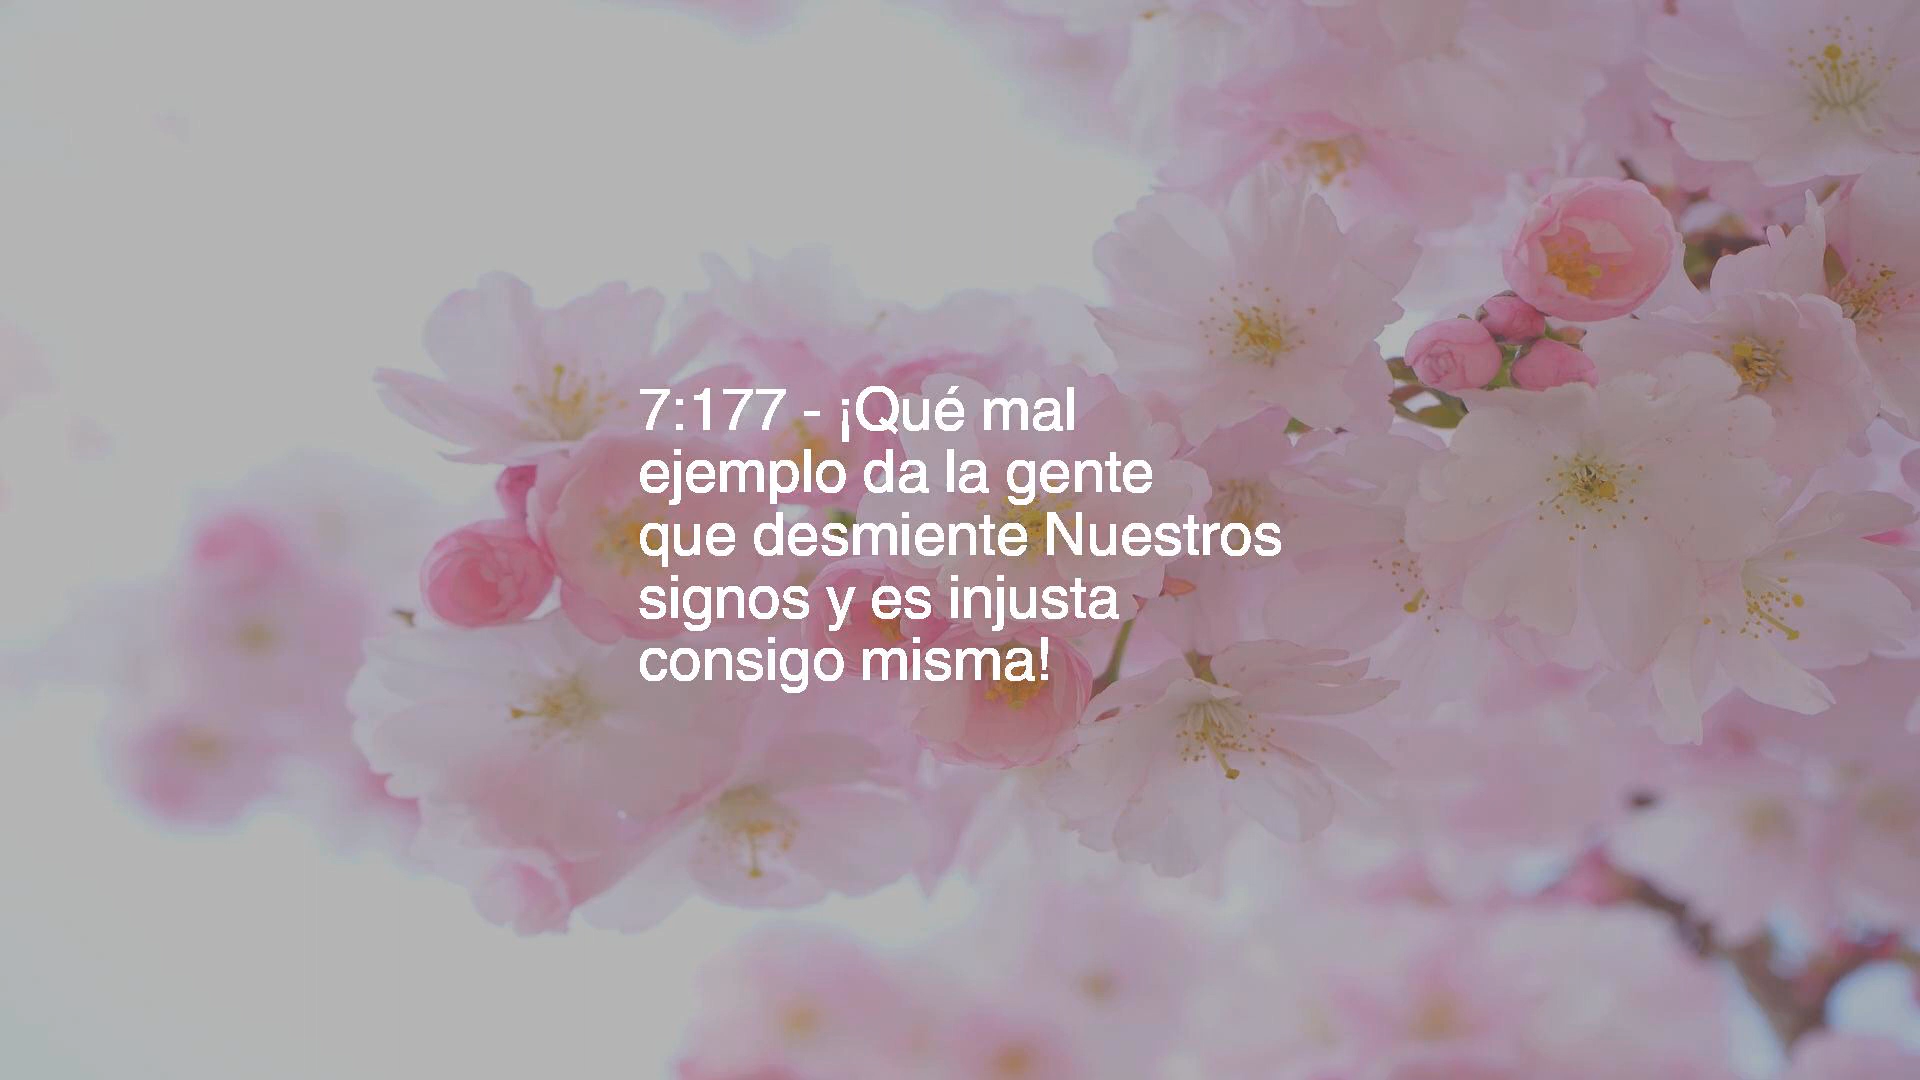 7:177 - ¡Qué mal
ejemplo da la gente
que desmiente Nuestros
signos y es injusta
consigo misma!